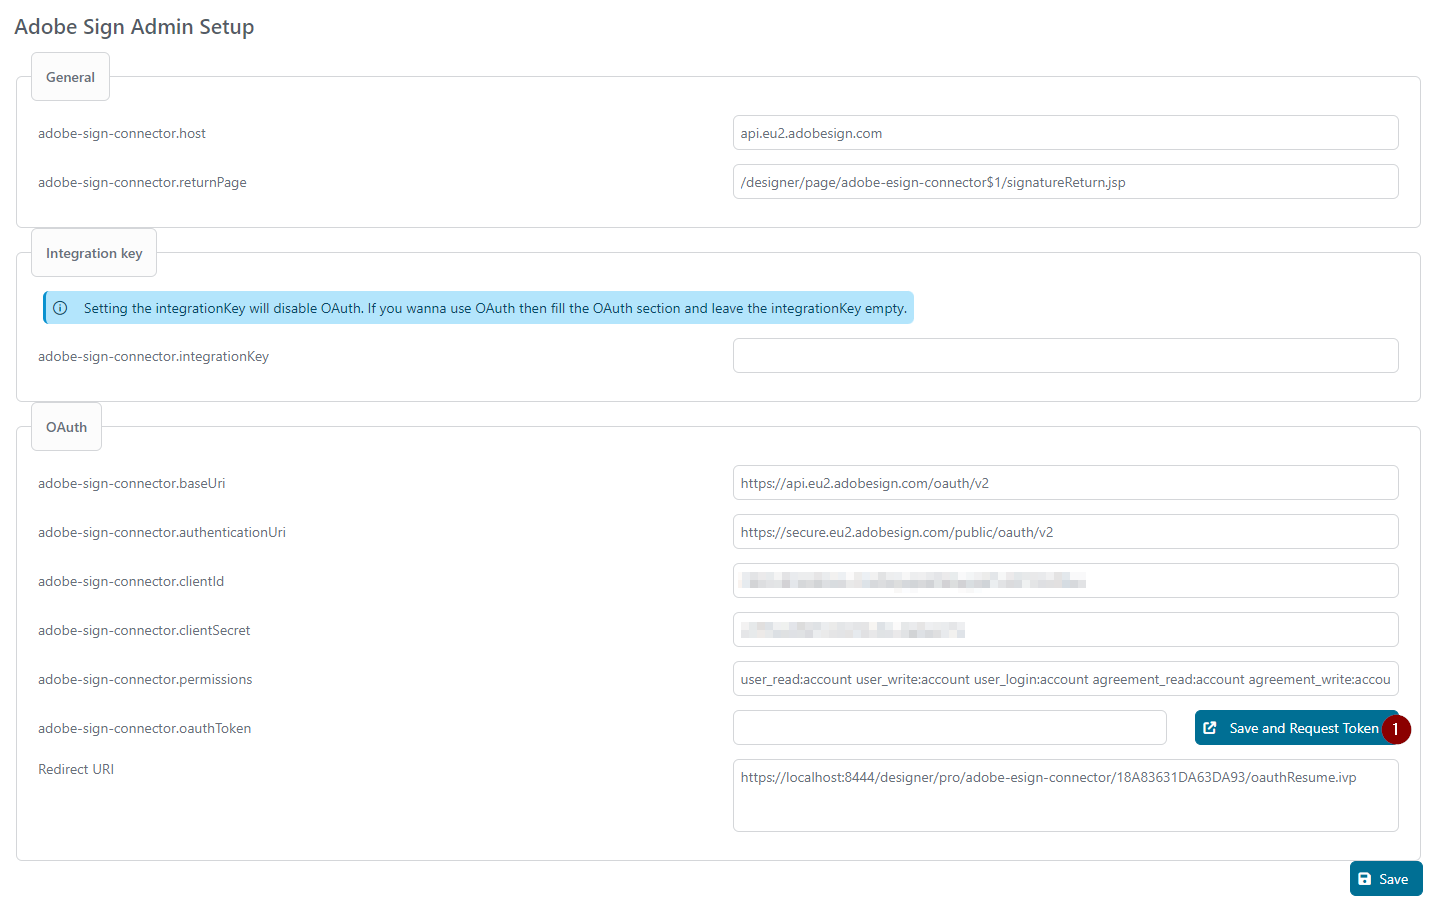 Adobe Sign Admin Setup
General
adobe-sign-connector.host
api.eu2.adobesign.com
adobe-sign-connector.returnPage
/designer/page/adobe-esign-connector$1/signatureReturn.jsp
Integration key
Setting the integrationKey will disable OAuth. If you wanna use OAuth then fill the OAuth section and leave the integrationKey empty.
adobe-sign-connector.integrationKey
OAuth
adobe-sign-connector.baseUri
https://api.eu2.adobesign.com/oauth/v2
adobe-sign-connector.authenticationUri
https://secure.eu2.adobesign.com/public/oauth/v2
adobe-sign-connector.clientId
adobe-sign-connector.clientSecret
adobe-sign-connector.permissions
user_read:account user_write:account user_login:account agreement_read:account agreement_write:accou
adobe-sign-connector.oauthToken
Save and Request Token 1
Redirect URI
https://localhost:8444/designer/pro/adobe-esign-connector/18A83631DA63DA93/oauthResume.ivp
Save